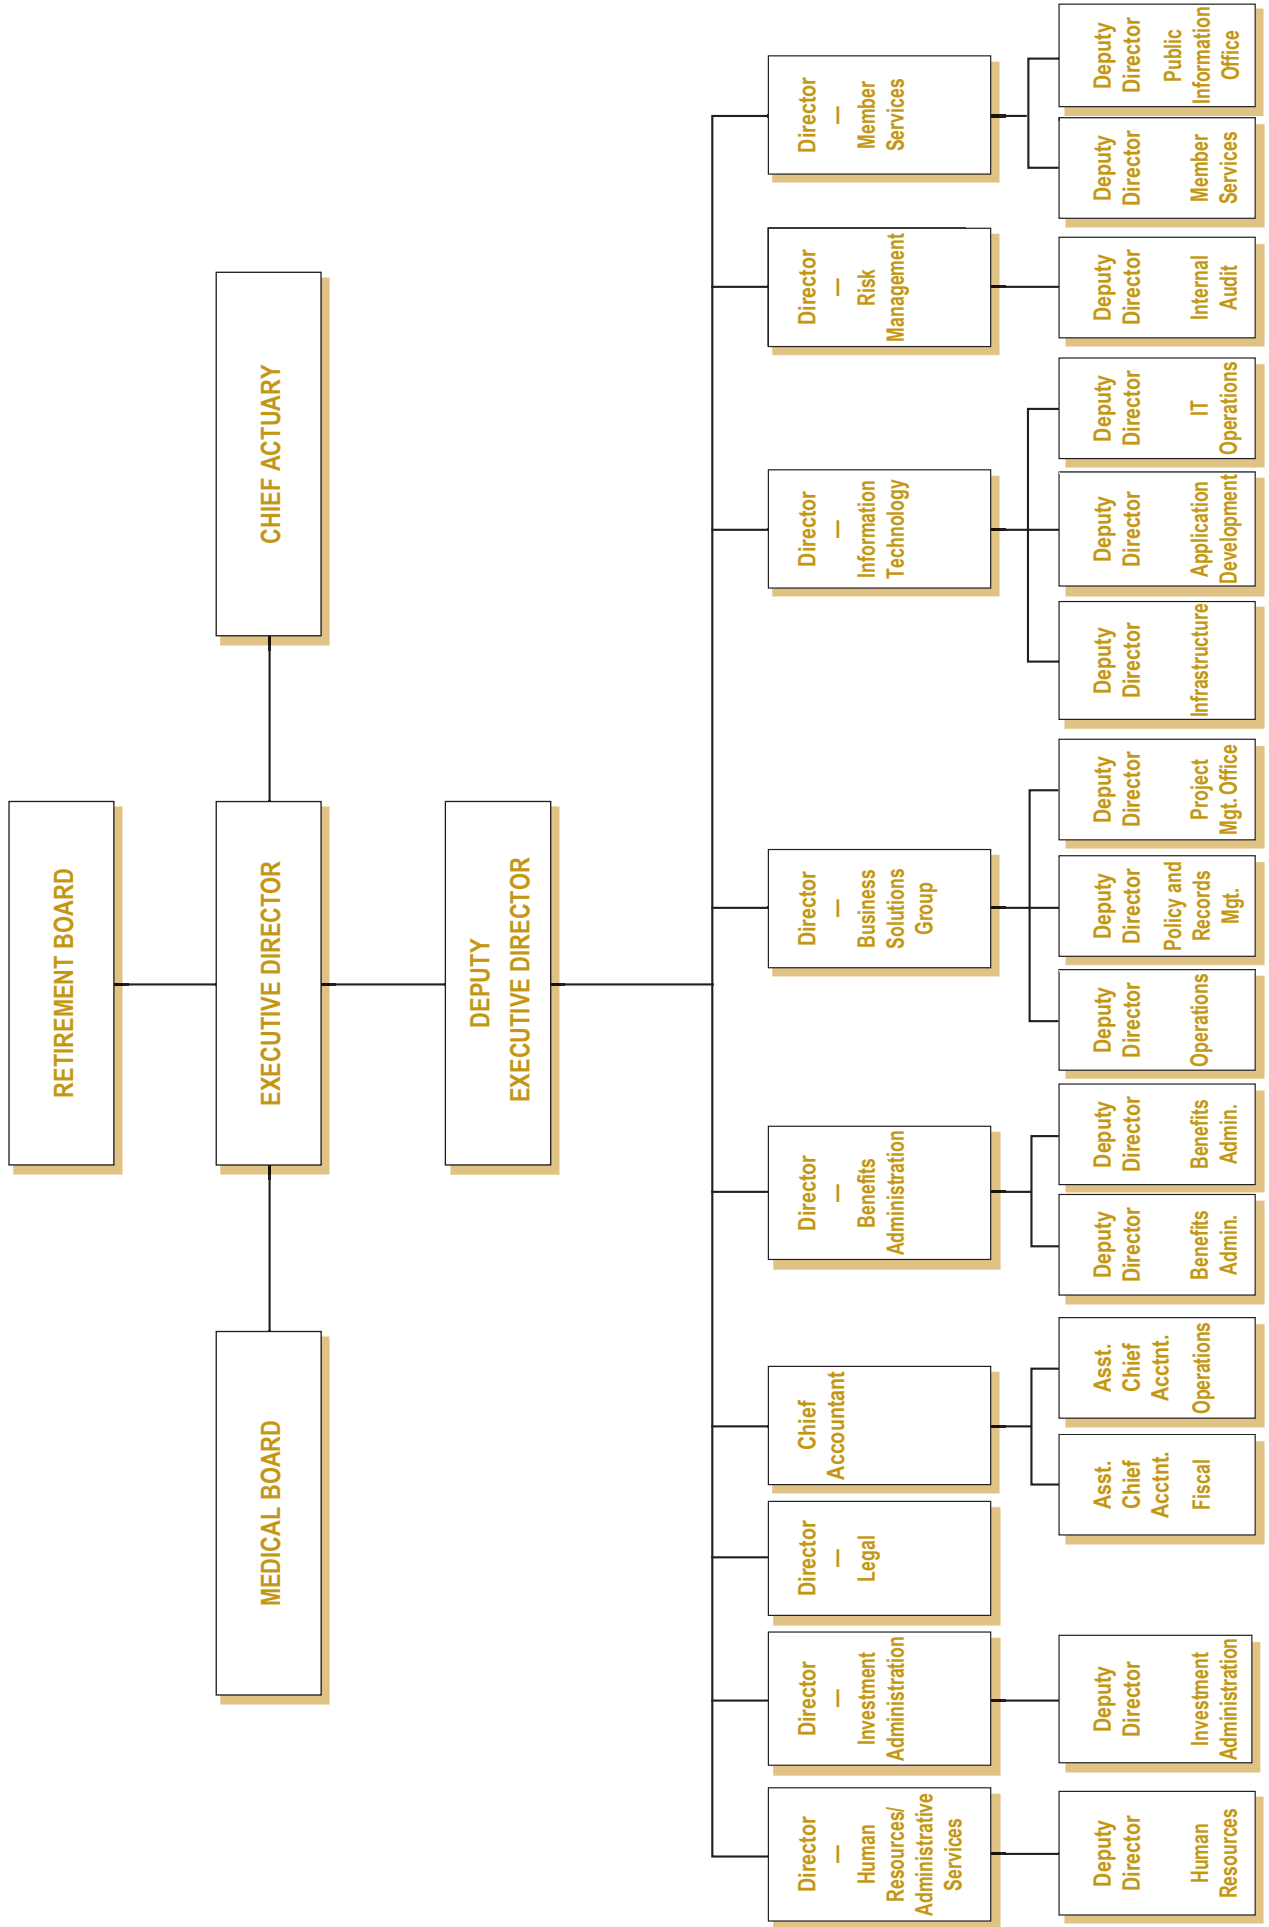 RETIREMENT BOARD
MEDICAL BOARD
EXECUTIVE DIRECTOR
CHIEF ACTUARY
DEPUTY
EXECUTIVE DIRECTOR
Director
–
Human
Resources/
Administrative
Services
Director
–
Investment
Administration
Director
–
Legal
Chief
Accountant
Director
–
Benefits
Administration
Director
–
Business
Solutions
Group
Director
–
Information
Technology
Director
–
Risk
Management
Director
–
Member
Services
Deputy
Director
Human
Resources
Deputy
Director
Investment
Administration
Asst.
Chief
Acctnt.
Fiscal
Asst.
Chief
Acctnt.
Operations
Deputy
Director
Benefits
Admin.
Deputy
Director
Benefits
Admin.
Deputy
Director
Operations
Deputy
Director
Policy and
Records
Mgt.
Deputy
Director
Project
Mgt. Office
Deputy
Director
Infrastructure
Deputy
Director
Application
Development
Deputy
Director
IT
Operations
Deputy
Director
Internal
Audit
Deputy
Director
Member
Services
Deputy
Director
Public
Information
Office